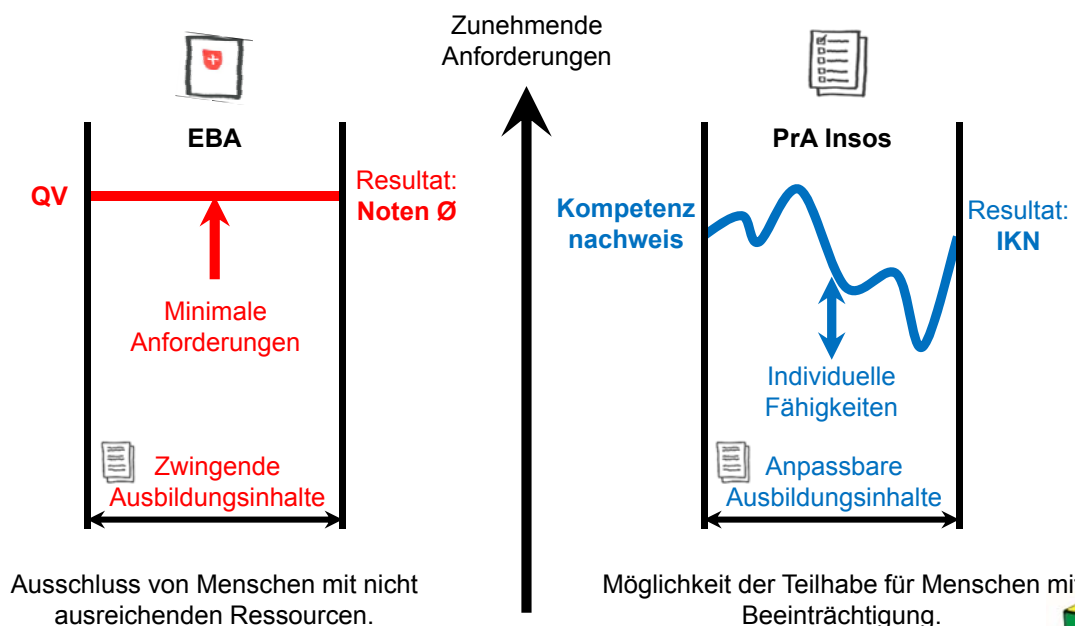 Zunehmende
Anforderungen
EBA
QV
Resultat:
Noten Ø
Minimale
Anforderungen
Zwingende
Ausbildungsinhalte
Ausschluss von Menschen mit nicht
ausreichenden Ressourcen.
PrA Insos
Kompetenz
nachweis
Resultat:
IKN
Individuelle
Fähigkeiten
Anpassbare
Ausbildungsinhalte
Möglichkeit der Teilhabe für Menschen mit
Beeinträchtigung.